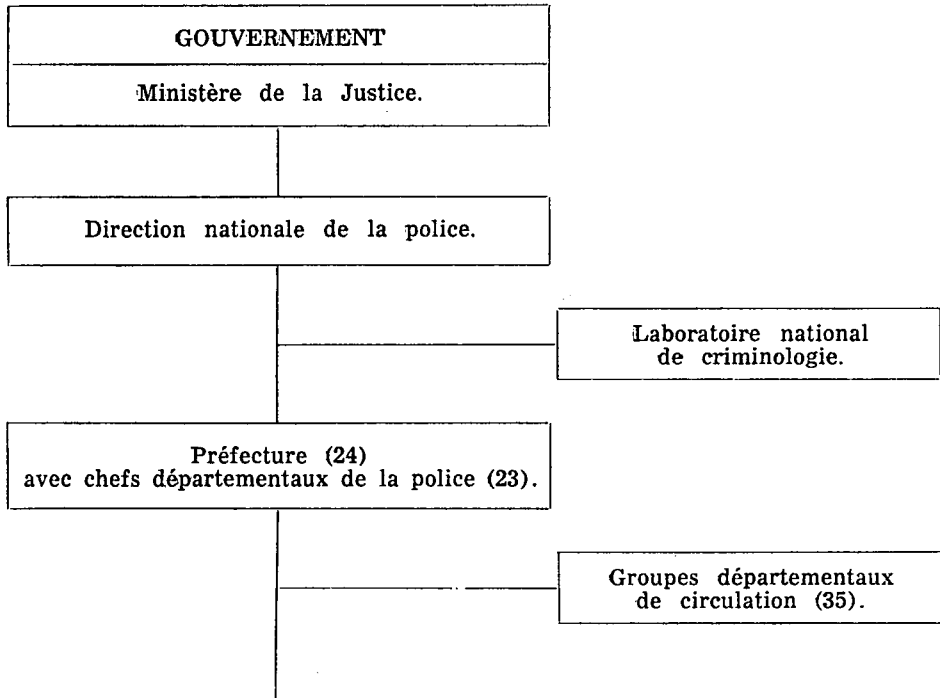 GOUVERNEMENT
Ministère de la Justice.
Direction nationale de la police.
Laboratoire national
de criminologie.
Préfecture (24)
avec chefs départementaux de la police (23).
Groupes départementaux
de circulation (35).